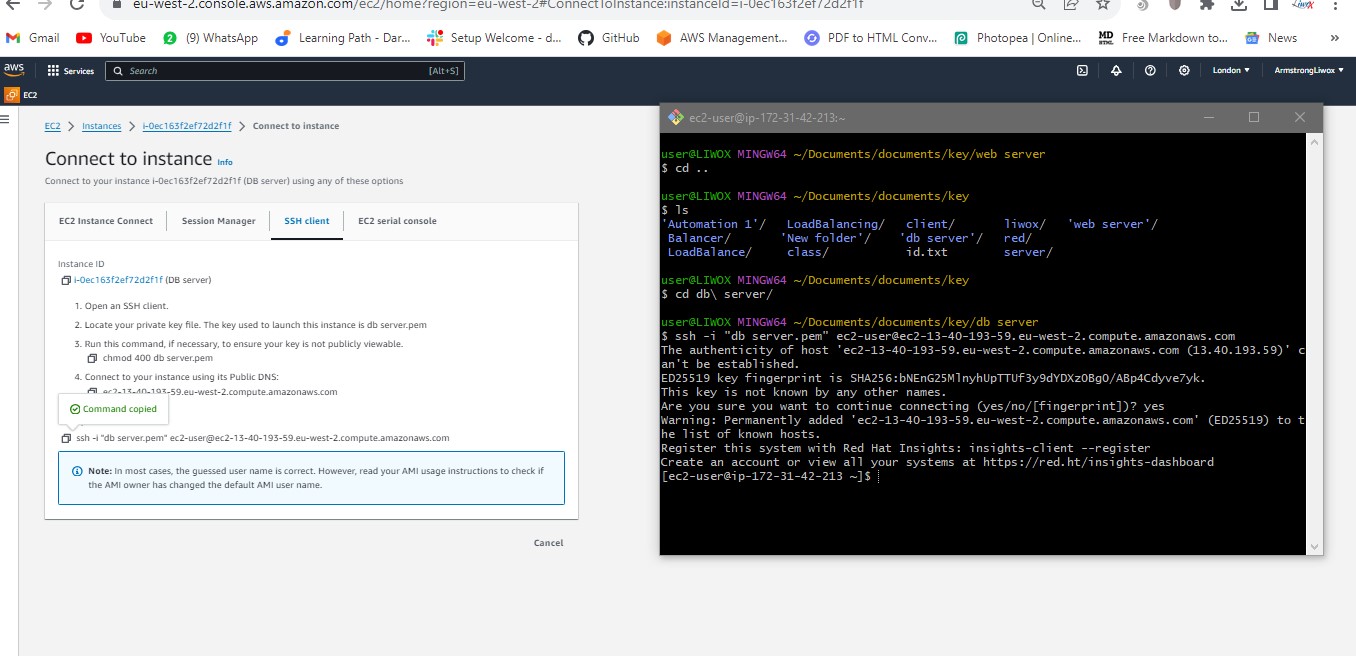 eu-west-2.console.aws.amazon.com/ec2/home?region=eu-west-2#ConnectToInstance:instanceId=i-0ec163f2ef72d2f1f
Gmail YouTube (9) WhatsApp Learning Path - Dar... Setup Welcome - d... GitHub AWS Management... PDF to HTML Conv... Photopea | Online... MD HTML Free Markdown to... News »
aws Services Search [Alt+S] London ArmstrongLiwox
EC2
EC2 > Instances > i-0ec163f2ef72d2f1f > Connect to instance
Connect to instance Info
Connect to your instance i-0ec163f2ef72d2f1f (DB server) using any of these options
EC2 Instance Connect Session Manager SSH client EC2 serial console
Instance ID
i-0ec163f2ef72d2f1f (DB server)
1. Open an SSH client.
2. Locate your private key file. The key used to launch this instance is db server.pem
3. Run this command, if necessary, to ensure your key is not publicly viewable.
chmod 400 db server.pem
4. Connect to your instance using its Public DNS:
ec2-13-40-193-59.eu-west-2.compute.amazonaws.com
Command copied
ssh -i "db server.pem" ec2-user@ec2-13-40-193-59.eu-west-2.compute.amazonaws.com
Note: In most cases, the guessed user name is correct. However, read your AMI usage instructions to check if
the AMI owner has changed the default AMI user name.
Cancel
ec2-user@ip-172-31-42-213:~
user@LIWOX MINGW64 ~/Documents/documents/key/web server
$ cd ..
user@LIWOX MINGW64 ~/Documents/documents/key
$ ls
'Automation 1'/ LoadBalancing/ client/ liwox/ 'web server'/
Balancer/ 'New folder'/ 'db server'/ red/
LoadBalance/ class/ id.txt server/
user@LIWOX MINGW64 ~/Documents/documents/key
$ cd db\ server/
user@LIWOX MINGW64 ~/Documents/documents/key/db server
$ ssh -i "db server.pem" ec2-user@ec2-13-40-193-59.eu-west-2.compute.amazonaws.com
The authenticity of host 'ec2-13-40-193-59.eu-west-2.compute.amazonaws.com (13.40.193.59)' c
an't be established.
ED25519 key fingerprint is SHA256:bNEnG25MlnyhUpTTUf3y9dYDXzOBgO/ABp4Cdyve7yk.
This key is not known by any other names.
Are you sure you want to continue connecting (yes/no/[fingerprint])? yes
Warning: Permanently added 'ec2-13-40-193-59.eu-west-2.compute.amazonaws.com' (ED25519) to t
he list of known hosts.
Register this system with Red Hat Insights: insights-client --register
Create an account or view all your systems at https://red.ht/insights-dashboard
[ec2-user@ip-172-31-42-213 ~]$